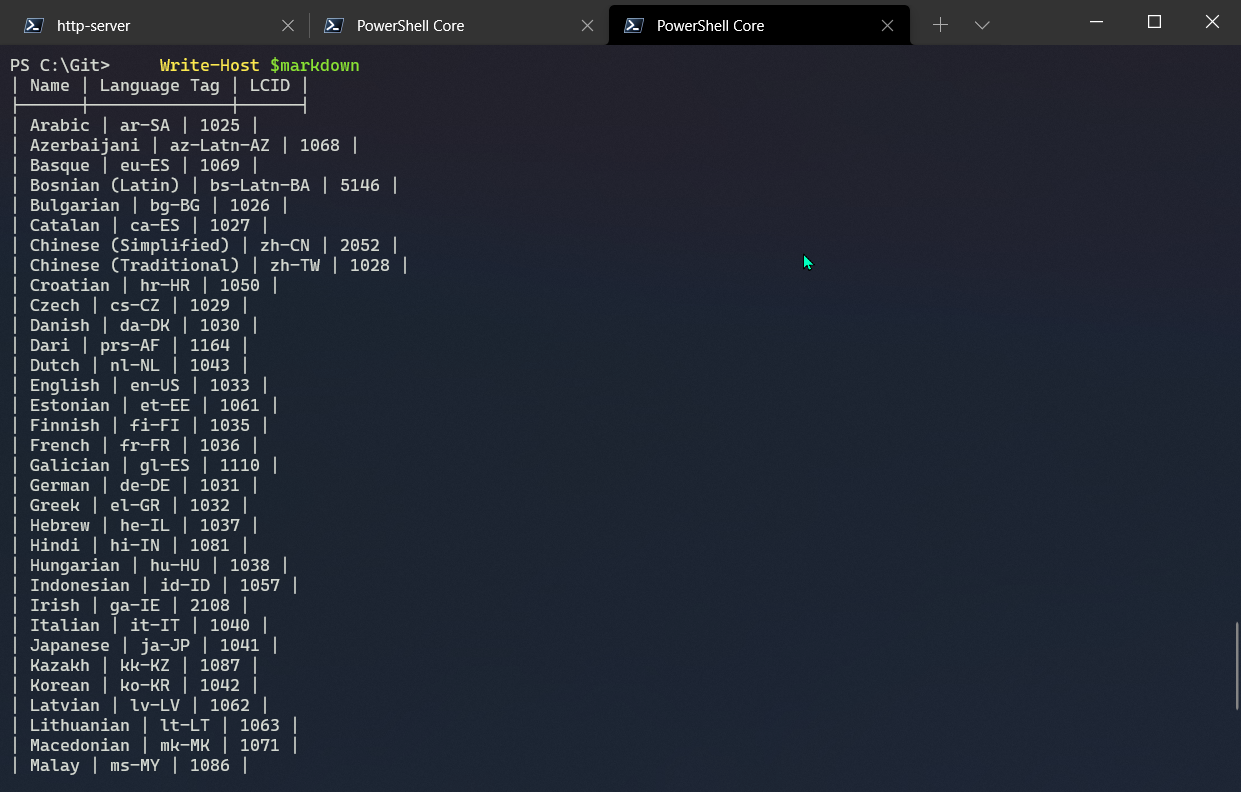 http-server
PowerShell Core
PowerShell Core
PS C:\Git>     Write-Host $markdown
| Name | Language Tag | LCID |
|------|--------------|------|
| Arabic | ar-SA | 1025 |
| Azerbaijani | az-Latn-AZ | 1068 |
| Basque | eu-ES | 1069 |
| Bosnian (Latin) | bs-Latn-BA | 5146 |
| Bulgarian | bg-BG | 1026 |
| Catalan | ca-ES | 1027 |
| Chinese (Simplified) | zh-CN | 2052 |
| Chinese (Traditional) | zh-TW | 1028 |
| Croatian | hr-HR | 1050 |
| Czech | cs-CZ | 1029 |
| Danish | da-DK | 1030 |
| Dari | prs-AF | 1164 |
| Dutch | nl-NL | 1043 |
| English | en-US | 1033 |
| Estonian | et-EE | 1061 |
| Finnish | fi-FI | 1035 |
| French | fr-FR | 1036 |
| Galician | gl-ES | 1110 |
| German | de-DE | 1031 |
| Greek | el-GR | 1032 |
| Hebrew | he-IL | 1037 |
| Hindi | hi-IN | 1081 |
| Hungarian | hu-HU | 1038 |
| Indonesian | id-ID | 1057 |
| Irish | ga-IE | 2108 |
| Italian | it-IT | 1040 |
| Japanese | ja-JP | 1041 |
| Kazakh | kk-KZ | 1087 |
| Korean | ko-KR | 1042 |
| Latvian | lv-LV | 1062 |
| Lithuanian | lt-LT | 1063 |
| Macedonian | mk-MK | 1071 |
| Malay | ms-MY | 1086 |